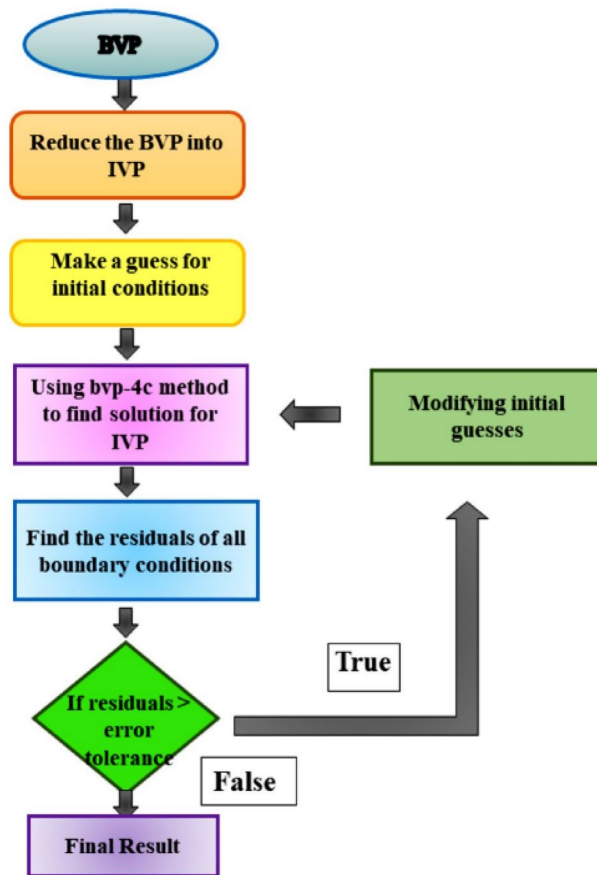 BVP
Reduce the BVP into
IVP
Make a guess for
initial conditions
Using bvp-4c method
to find solution for
IVP
Modifying initial
guesses
Find the residuals of all
boundary conditions
True
If residuals >
error
tolerance
False
Final Result